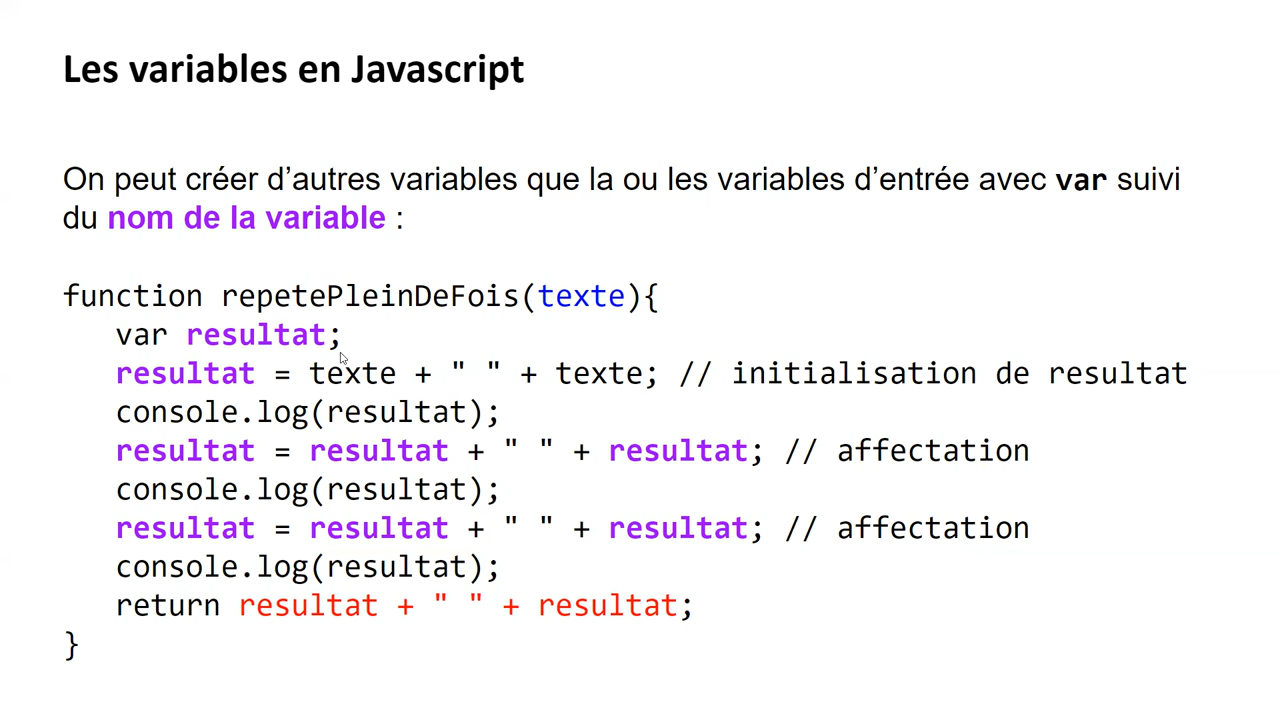 Les variables en Javascript
On peut créer d’autres variables que la ou les variables d’entrée avec var suivi
du nom de la variable :
function repetePleinDeFois(texte){
var resultat;
resultat = texte + " " + texte; // initialisation de resultat
console.log(resultat);
resultat = resultat + " " + resultat; // affectation
console.log(resultat);
resultat = resultat + " " + resultat; // affectation
console.log(resultat);
return resultat + " " + resultat;
}